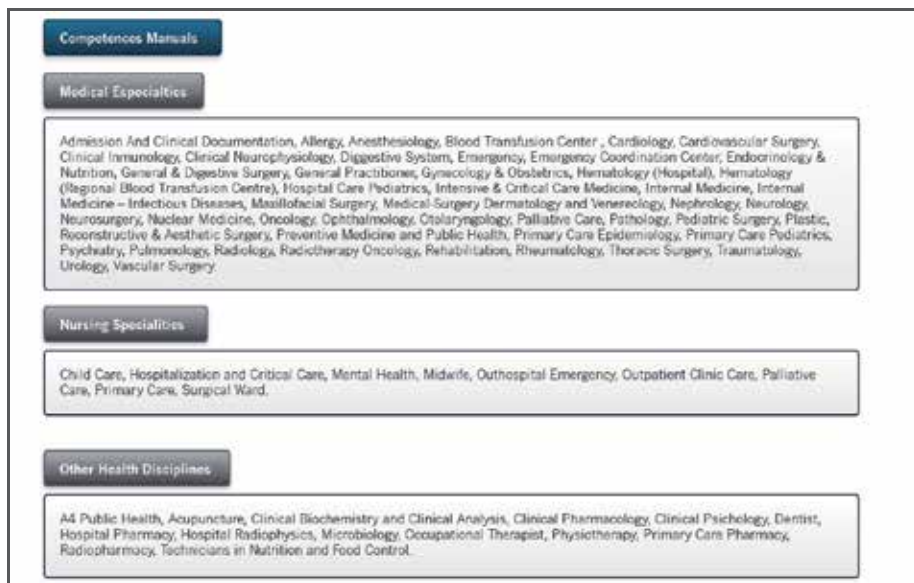 Competences Manuals
Medical Especialties
Admission And Clinical Documentation, Allergy, Anesthesiology, Blood Transfusion Center , Cardiology, Cardiovascular Surgery,
Clinical Inmunology, Clinical Neurophysiology, Diggestive System, Emergency, Emergency Coordination Center, Endocrinology &
Nutrition, General & Digestive Surgery, General Practitioner, Gynecology & Obstetrics, Hematology (Hospital), Hematology
(Regional Blood Transfusion Centre), Hospital Care Pediatrics, Intensive & Critical Care Medicine, Internal Medicine, Internal
Medicine – Infectious Diseases, Maxillofacial Surgery, Medical-Surgery Dermatology and Venereology, Nephrology, Neurology,
Neurosurgery, Nuclear Medicine, Oncology, Ophthalmology, Otolaryngology, Palliative Care, Pathology, Pediatric Surgery, Plastic,
Reconstructive & Aesthetic Surgery, Preventive Medicine and Public Health, Primary Care Epidemiology, Primary Care Pediatrics,
Psychiatry, Pulmonology, Radiology, Radiotherapy Oncology, Rehabilitation, Rheumatology, Thoracic Surgery, Traumatology,
Urology, Vascular Surgery.
Nursing Specialities
Child Care, Hospitalization and Critical Care, Mental Health, Midwife, Outhospital Emergency, Outpatient Clinic Care, Palliative
Care, Primary Care, Surgical Ward.
Other Health Disciplines
A4 Public Health, Acupuncture, Clinical Biochemistry and Clinical Analysis, Clinical Pharmacology, Clinical Psichology, Dentist,
Hospital Pharmacy, Hospital Radiophysics, Microbiology, Occupational Therapist, Physiotherapy, Primary Care Pharmacy,
Radiopharmacy, Technicians in Nutrition and Food Control.